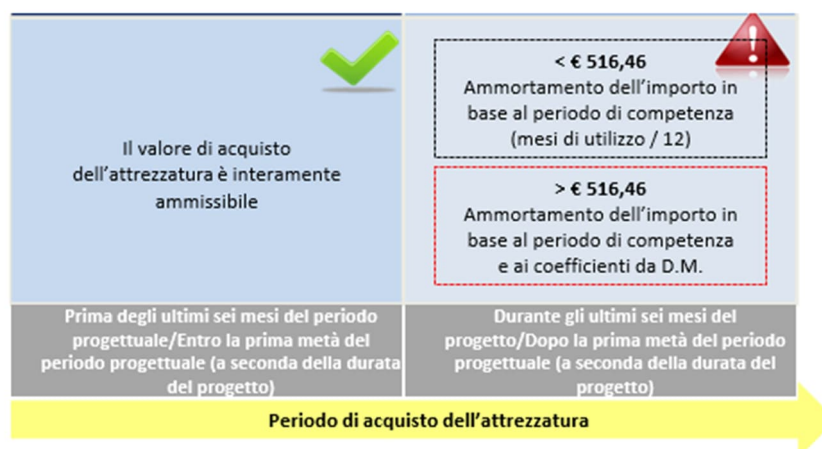 Il valore di acquisto
dell'attrezzatura è interamente
ammissibile
< € 516,46
Ammortamento dell'importo in
base al periodo di competenza
(mesi di utilizzo / 12)
> € 516,46
Ammortamento dell'importo in
base al periodo di competenza
e ai coefficienti da D.M.
Prima degli ultimi sei mesi del periodo
progettuale/Entro la prima metà del
periodo progettuale (a seconda della durata
del progetto)
Durante gli ultimi sei mesi del
progetto/Dopo la prima metà del periodo
progettuale (a seconda della durata del
progetto)
Periodo di acquisto dell'attrezzatura